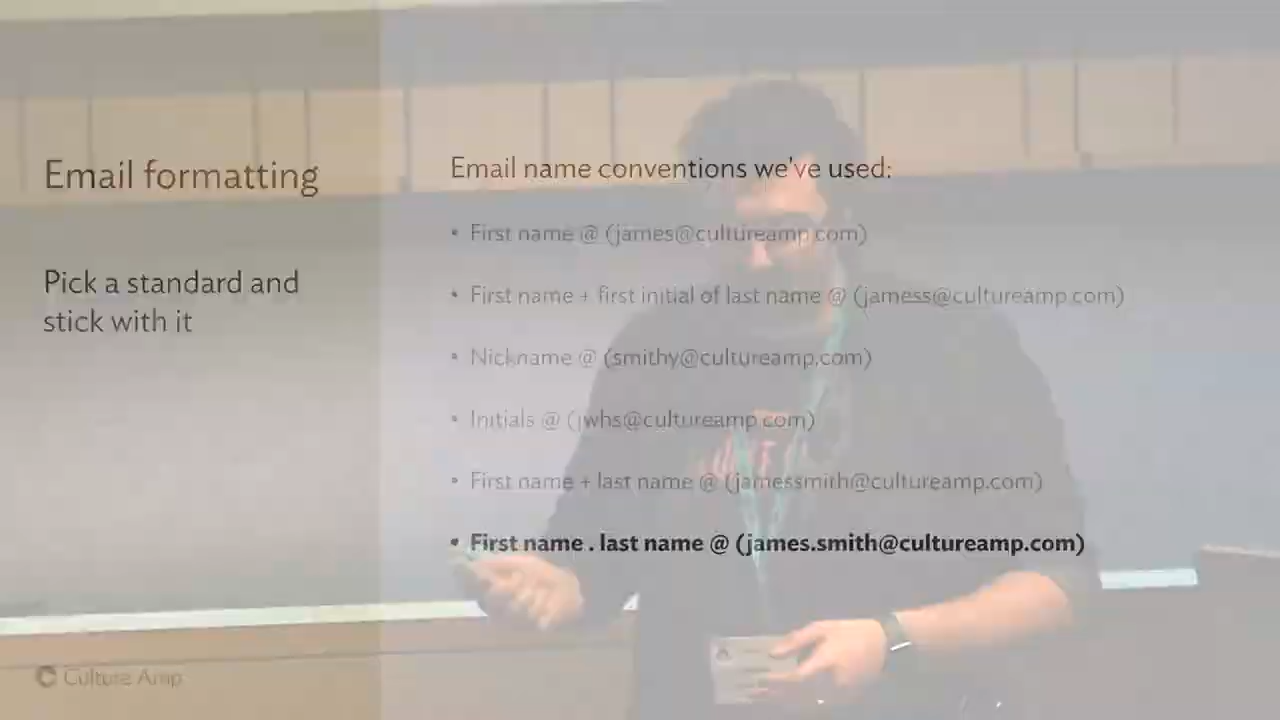 Email formatting
Pick a standard and
stick with it
Email name conventions we've used:
• First name @ (james@cultureamp.com)
• First name + first initial of last name @ (jamess@cultureamp.com)
• Nickname @ (smithy@cultureamp.com)
• Initials @ (jwhs@cultureamp.com)
• First name + last name @ (jamessmith@cultureamp.com)
• First name . last name @ (james.smith@cultureamp.com)
Culture Amp